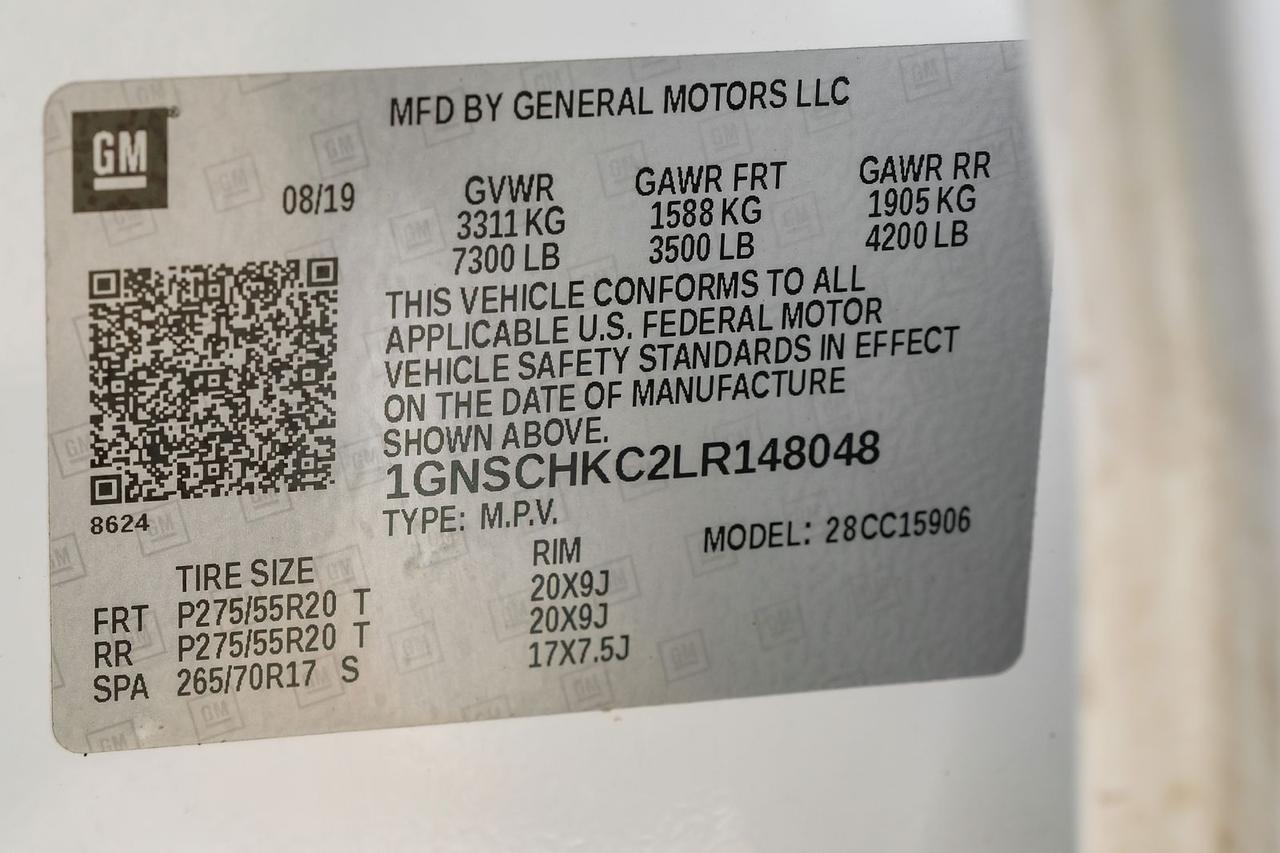 GM
MFD BY GENERAL MOTORS LLC
08/19
GVWR GAWR FRT GAWR RR
3311 KG 1588 KG 1905 KG
7300 LB 3500 LB 4200 LB
THIS VEHICLE CONFORMS TO ALL
APPLICABLE U.S. FEDERAL MOTOR
VEHICLE SAFETY STANDARDS IN EFFECT
ON THE DATE OF MANUFACTURE
SHOWN ABOVE.
1GNSCHKC2LR148048
8624
TYPE: M.P.V. MODEL: 28CC15906
TIRE SIZE RIM
FRT P275/55R20 T 20X9J
RR P275/55R20 T 20X9J
SPA 265/70R17 S 17X7.5J